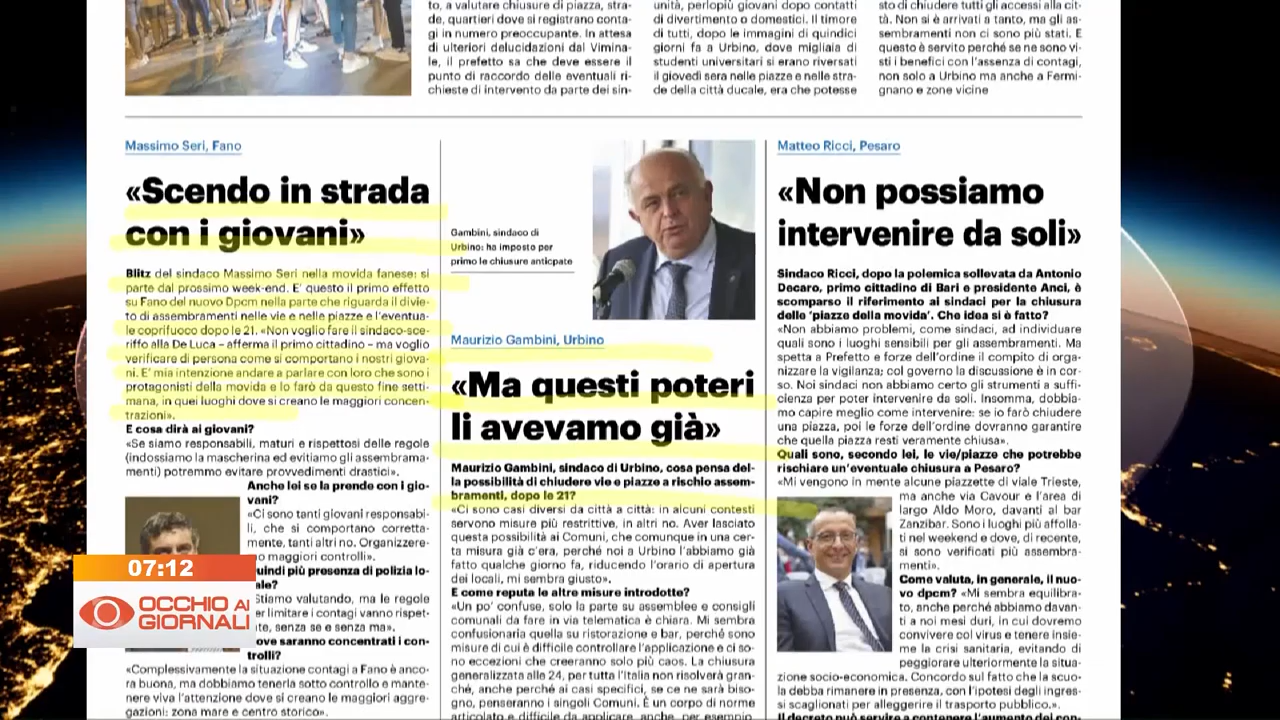 to, a valutare chiusure di piazza, stra-
de, quartieri dove si registrano conta-
gi in numero preoccupante. In attesa
di ulteriori delucidazioni dal Vimina-
le, il prefetto sa che deve essere il
punto di raccordo delle eventuali ri-
chieste di intervento da parte dei sin-
unità, perlopiù giovani dopo contatti
di divertimento o domestici. Il timore
di tutti, dopo le immagini di quindici
giorni fa a Urbino, dove migliaia di
studenti universitari si erano riversati
il giovedì sera nelle piazze e nelle stra-
de della città ducale, era che potesse
sto di chiudere tutti gli accessi alla cit-
tà. Non si è arrivati a tanto, ma gli as-
sembramenti non ci sono più stati. E
questo è servito perché se ne sono vi-
sti i benefici con l'assenza di contagi,
non solo a Urbino ma anche a Fermi-
gnano e zone vicine
Massimo Seri, Fano
«Scendo in strada
con i giovani»
Blitz del sindaco Massimo Seri nella movida fanese: si
parte dal prossimo week-end. E' questo il primo effetto
su Fano del nuovo Dpcm nella parte che riguarda il divie-
to di assembramenti nelle vie e nelle piazze e l'eventua-
le coprifuoco dopo le 21. «Non voglio fare il sindaco-sce-
riffo alla De Luca – afferma il primo cittadino – ma voglio
verificare di persona come si comportano i nostri giova-
ni. E' mia intenzione andare a parlare con loro che sono i
protagonisti della movida e lo farò da questo fine setti-
mana, in quei luoghi dove si creano le maggiori concen-
trazioni».
E cosa dirà ai giovani?
«Se siamo responsabili, maturi e rispettosi delle regole
(indossiamo la mascherina ed evitiamo gli assembrama-
menti) potremmo evitare provvedimenti drastici».
Anche lei se la prende con i gio-
vani?
«Ci sono tanti giovani responsabi-
li, che si comportano corretta-
mente, tanti altri no. Organizzere-
mo maggiori controlli».
uindi più presenza di polizia lo-
ale?
Stiamo valutando, ma le regole
er limitare i contagi vanno rispet-
te, senza se e senza ma».
ove saranno concentrati i con-
trolli?
«Complessivamente la situazione contagi a Fano è anco-
ra buona, ma dobbiamo tenerla sotto controllo e mante-
nere viva l'attenzione dove si creano le maggiori aggre-
gazioni: zona mare e centro storico».
Gambini, sindaco di
Urbino: ha imposto per
primo le chiusure anticpate
Maurizio Gambini, Urbino
«Ma questi poteri
li avevamo già»
Maurizio Gambini, sindaco di Urbino, cosa pensa del-
la possibilità di chiudere vie e piazze a rischio assem-
bramenti, dopo le 21?
«Ci sono casi diversi da città a città: in alcuni contesti
servono misure più restrittive, in altri no. Aver lasciato
questa possibilità ai Comuni, che comunque in una cer-
ta misura già c'era, perché noi a Urbino l'abbiamo già
fatto qualche giorno fa, riducendo l'orario di apertura
dei locali, mi sembra giusto».
E come reputa le altre misure introdotte?
«Un po' confuse, solo la parte su assemblee e consigli
comunali da fare in via telematica è chiara. Mi sembra
confusionaria quella su ristorazione e bar, perché sono
misure di cui è difficile controllare l'applicazione e ci so-
no eccezioni che creeranno solo più caos. La chiusura
generalizzata alle 24, per tutta l'Italia non risolverà gran-
ché, anche perché ai casi specifici, se ce ne sarà biso-
gno, penseranno i singoli Comuni. È un corpo di norme
articolato e difficile da applicare, anche, per esempio,
Matteo Ricci, Pesaro
«Non possiamo
intervenire da soli»
Sindaco Ricci, dopo la polemica sollevata da Antonio
Decaro, primo cittadino di Bari e presidente Anci, è
scomparso il riferimento ai sindaci per la chiusura
delle 'piazze della movida'. Che idea si è fatto?
«Non abbiamo problemi, come sindaci, ad individuare
quali sono i luoghi sensibili per gli assembramenti. Ma
spetta a Prefetto e forze dell'ordine il compito di orga-
nizzare la vigilanza; col governo la discussione è in cor-
so. Noi sindaci non abbiamo certo gli strumenti a suffi-
cienza per poter intervenire da soli. Insomma, dobbia-
mo capire meglio come intervenire: se io farò chiudere
una piazza, poi le forze dell'ordine dovranno garantire
che quella piazza resti veramente chiusa».
Quali sono, secondo lei, le vie/piazze che potrebbe
rischiare un'eventuale chiusura a Pesaro?
«Mi vengono in mente alcune piazzette di viale Trieste,
ma anche via Cavour e l'area di
largo Aldo Moro, davanti al bar
Zanzibar. Sono i luoghi più affolla-
ti nel weekend e dove, di recente,
si sono verificati più assembra-
menti».
Come valuta, in generale, il nuo-
vo dpcm? «Mi sembra equilibra-
to, anche perché abbiamo davan-
ti a noi mesi duri, in cui dovremo
convivere col virus e tenere insie-
me la crisi sanitaria, evitando di
peggiorare ulteriormente la situa-
zione socio-economica. Concordo sul fatto che la scuo-
la debba rimanere in presenza, con l'ipotesi degli ingres-
si scaglionati per alleggerire il trasporto pubblico.».
Il decreto può servire a contenere l'aumento dei con-
07:12
OCCHIO AI
GIORNALI